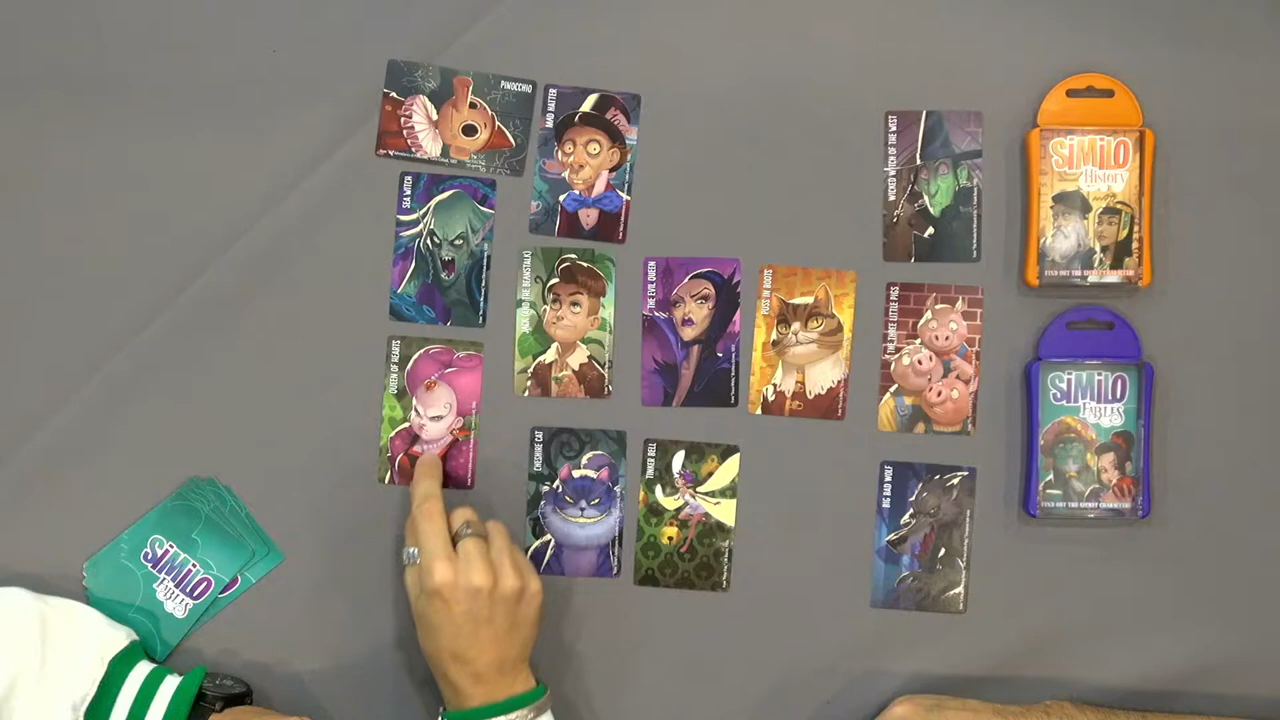 PINOCCHIO
MAD HATTER
WICKED WITCH OF THE WEST
SiMiLO
History
FIND OUT THE SECRET CHARACTER!
SEA WITCH
JACK (AND THE BEANSTALK)
THE EVIL QUEEN
PUSS IN BOOTS
THE THREE LITTLE PIGS
SiMiLO
FABLES
FIND OUT THE SECRET CHARACTER!
QUEEN OF HEARTS
CHESHIRE CAT
TINKER BELL
BIG BAD WOLF
SiMiLO
FABLES